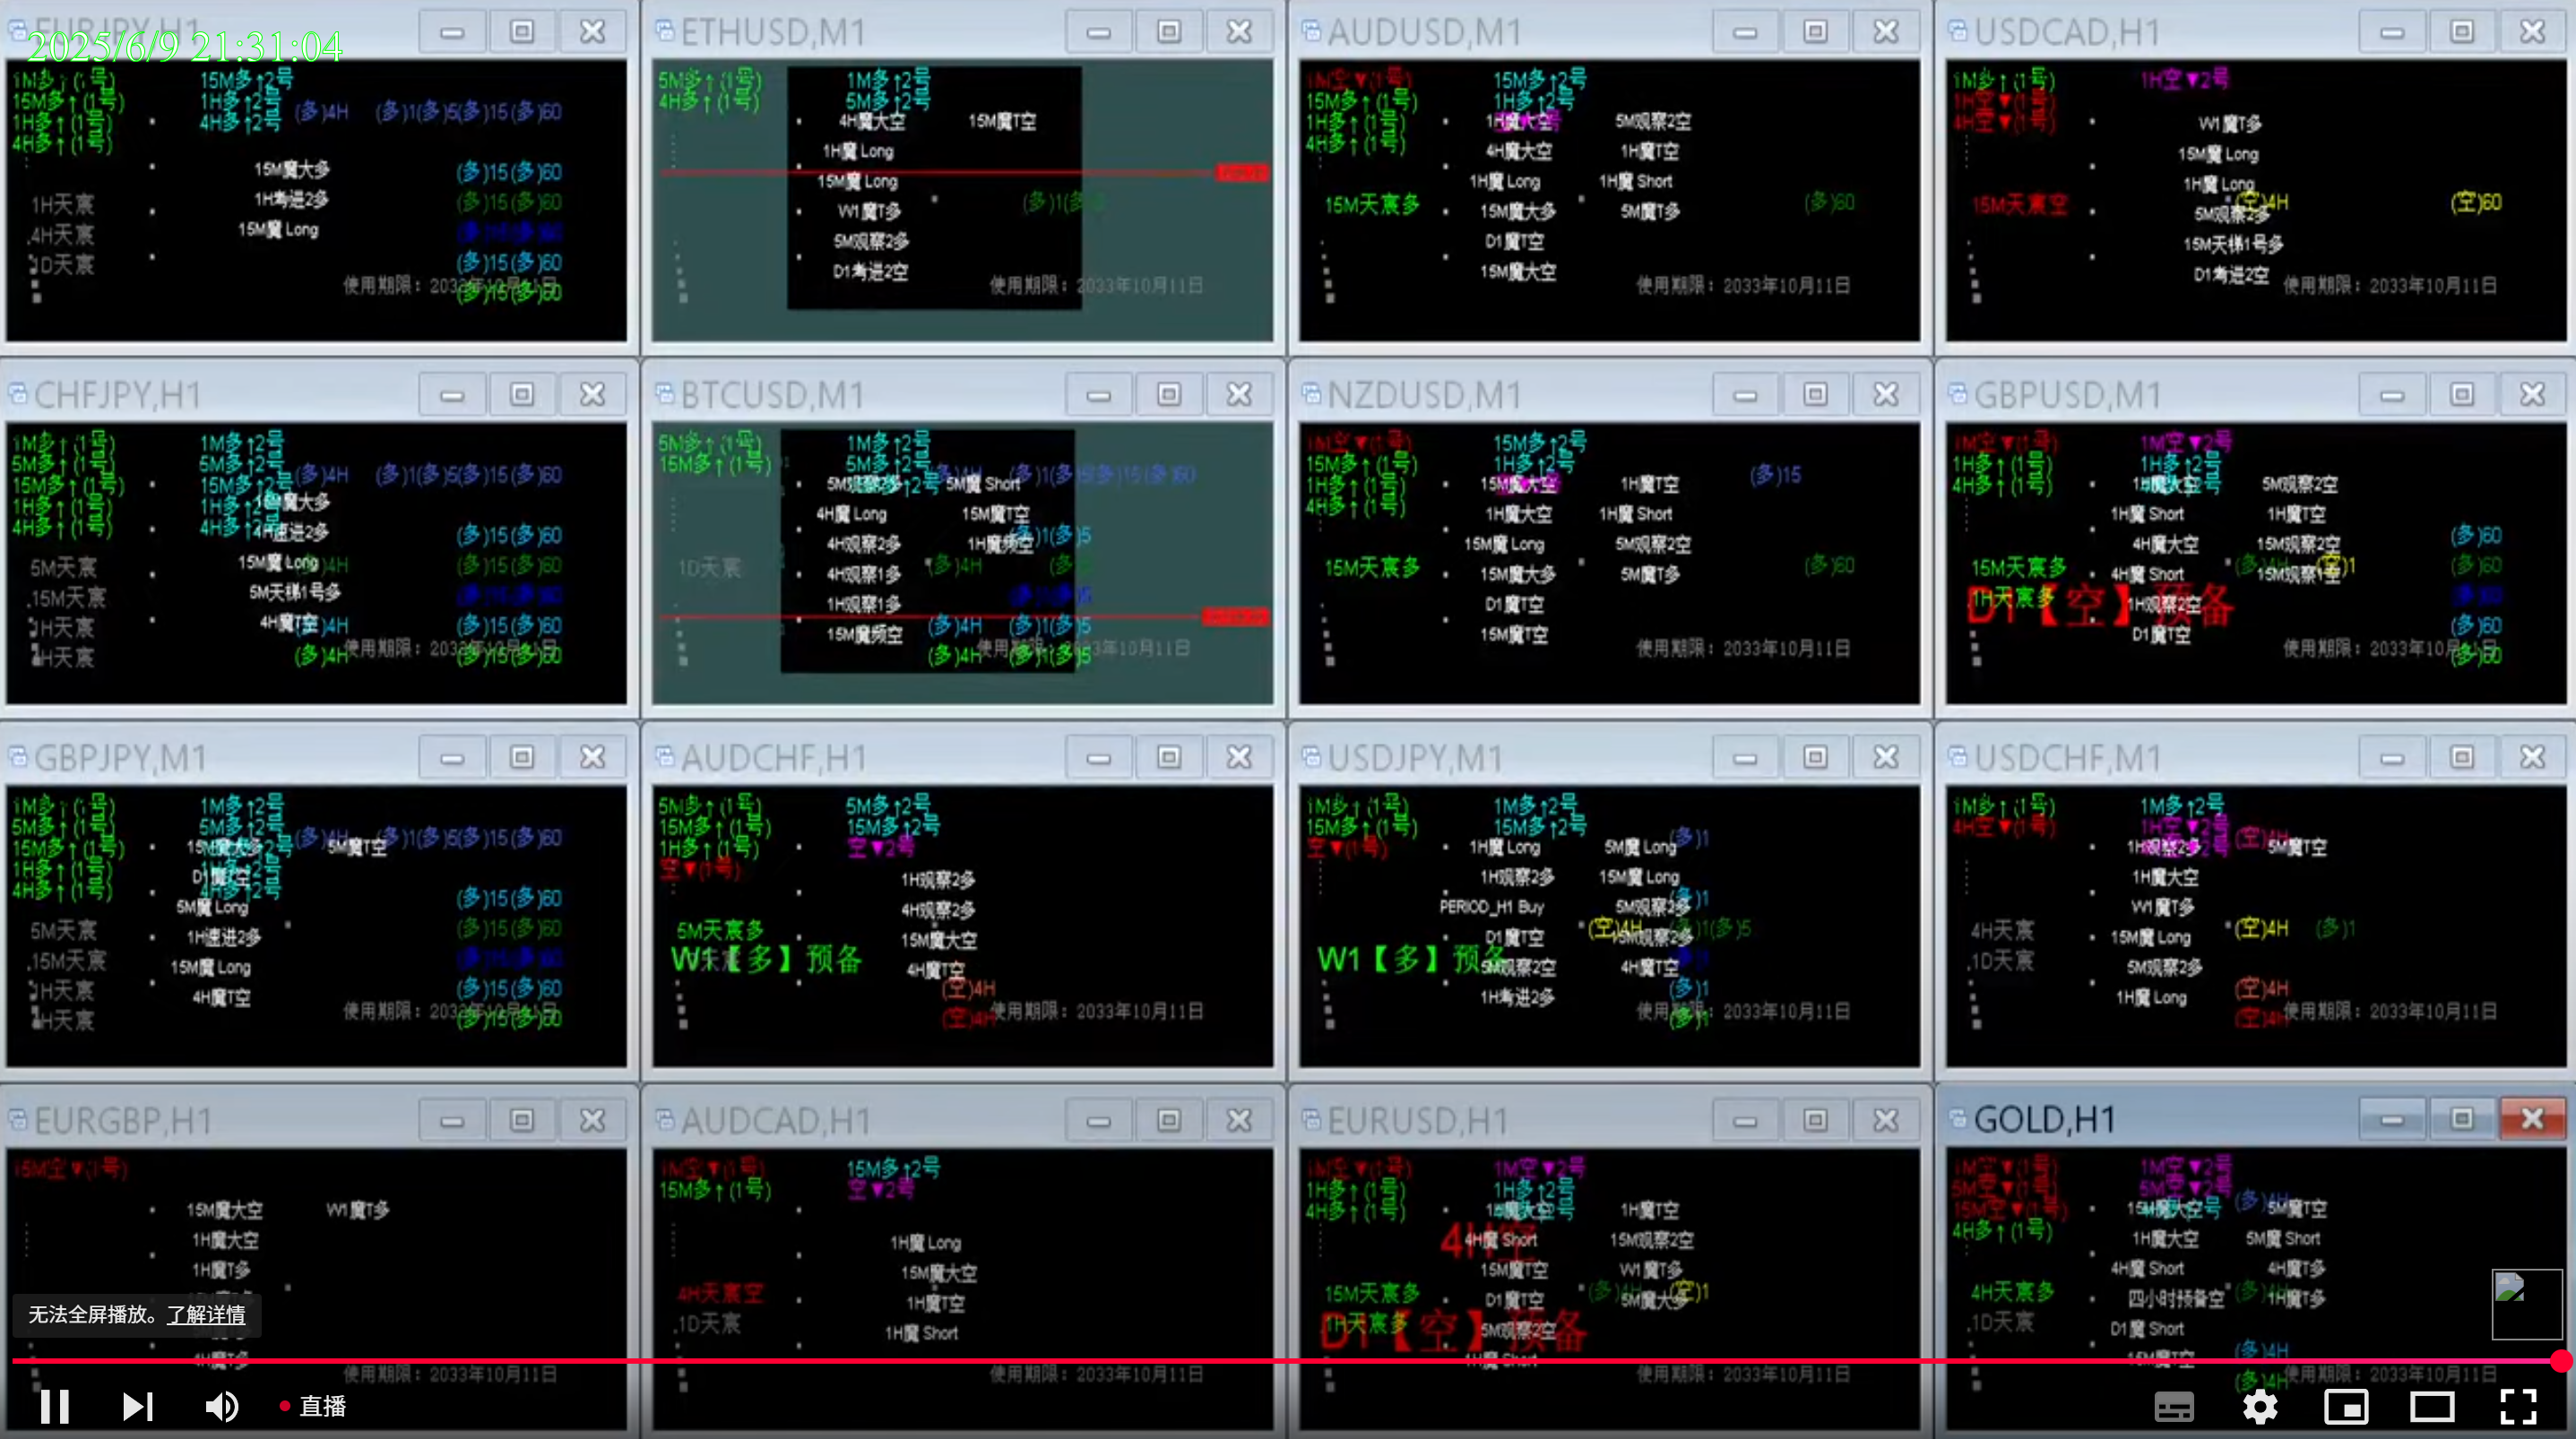 EURJPY,H1
2025/6/9 21:31:04
1M多↑(1号)
15M多↑(1号)
1H多↑(1号)
4H多↑(1号)
15M多↑2号
1H多↑2号
4H多↑2号
(多)4H (多)1(多)5(多)15(多)60
15M魔大多
1H考进2多
15M魔 Long
(多)15(多)60
(多)15(多)60
(多)15(多)60
(多)15(多)60
1H天宸
4H天宸
1D天宸
使用期限：2033年10月11日
ETHUSD,M1
5M多↑(1号)
4H多↑(1号)
1M多↑2号
5M多↑2号
4H魔大空 15M魔T空
1H魔 Long
15M魔 Long
W1魔T多
5M观察2多
D1考进2空
使用期限：2033年10月11日
AUDUSD,M1
1M空▼(1号)
15M多↑(1号)
1H多↑(1号)
4H多↑(1号)
15M多↑2号
1H多↑2号
1H魔大空 5M观察2空
4H魔大空 1H魔T空
1H魔 Long 1H魔 Short
15M魔大多 5M魔T多
D1魔T空
15M魔大空
15M天宸多
(多)60
使用期限：2033年10月11日
USDCAD,H1
1M多↑(1号)
1H空▼(1号)
4H空▼(1号)
1H空▼2号
W1魔T多
15M魔 Long
1H魔 Long
5M观察2多
15M天梯1号多
D1考进2空
15M天宸空
(空)4H (空)60
使用期限：2033年10月11日
CHFJPY,H1
1M多↑(1号)
5M多↑(1号)
15M多↑(1号)
1H多↑(1号)
4H多↑(1号)
1M多↑2号
5M多↑2号
15M多↑2号
1H多↑2号
4H多↑2号
(多)4H (多)1(多)5(多)15(多)60
15M魔大多
4H速进2多
15M魔 Long
5M天梯1号多
4H魔T空
(多)15(多)60
(多)15(多)60
(多)4H (多)15(多)60
(多)4H (多)15(多)60
5M天宸
15M天宸
1H天宸
4H天宸
BTCUSD,M1
5M多↑(1号)
15M多↑(1号)
1M多↑2号
5M多↑2号
5M观察2多 5M魔 Short
4H魔 Long 15M魔T空
4H观察2多 1H魔频空
4H观察1多
1H观察1多
15M魔频空
1D天宸
(多)4H (多)1(多)5
(多)4H (多)1(多)5
NZDUSD,M1
1M空▼(1号)
15M多↑(1号)
1H多↑(1号)
4H多↑(1号)
15M多↑2号
1H多↑2号
15M魔大空 1H魔T空
1H魔大空 1H魔 Short
15M魔 Long 5M观察2空
15M魔大多 5M魔T多
D1魔T空
15M魔T空
(多)15
15M天宸多
(多)60
使用期限：2033年10月11日
GBPUSD,M1
1M空▼(1号)
1H多↑(1号)
4H多↑(1号)
1M空▼2号
1H多↑2号
1H魔大空 5M观察2空
1H魔 Short 1H魔T空
4H魔大空 15M观察2空
4H魔 Short 15M观察1空
1H观察2空
D1魔T空
15M天宸多
1H天宸多
D1【空】预备
(多)60
(多)60
(多)60
(多)60
GBPJPY,M1
1M多↑(1号)
5M多↑(1号)
15M多↑(1号)
1H多↑(1号)
4H多↑(1号)
1M多↑2号
5M多↑2号
(多)4H (多)1(多)5(多)15(多)60
15M魔大多 5M魔T空
D1魔T空
5M魔 Long
1H速进2多
15M魔 Long
4H魔T空
(多)15(多)60
(多)15(多)60
(多)15(多)60
(多)15(多)60
5M天宸
15M天宸
1H天宸
4H天宸
AUDCHF,H1
5M多↑(1号)
15M多↑(1号)
1H多↑(1号)
空▼(1号)
5M多↑2号
15M多↑2号
空▼2号
1H观察2多
4H观察2多
15M魔大空
4H魔T空
5M天宸多
W1【多】预备
(空)4H
(空)4H
使用期限：2033年10月11日
USDJPY,M1
1M多↑(1号)
15M多↑(1号)
空▼(1号)
1M多↑2号
15M多↑2号
1H魔 Long 5M魔 Long
1H观察2多 15M魔 Long
PERIOD_H1 Buy 5M观察2多
D1魔T空 15M观察2多
5M观察2空 4H魔T空
1H考进2多
W1【多】预备
(多)1
(多)1
(空)4H (多)1(多)5
(多)1
(多)1
使用期限：2033年10月11日
USDCHF,M1
1M多↑(1号)
4H空▼(1号)
1M多↑2号
1H空▼2号
1H观察2多 5M魔T空
1H魔大空
W1魔T多
15M魔 Long
5M观察2多
1H魔 Long
(空)4H
(空)4H (多)1
(空)4H
(空)4H
4H天宸
1D天宸
使用期限：2033年10月11日
EURGBP,H1
15M空▼(1号)
15M魔大空 W1魔T多
1H魔大空
1H魔T多
4H魔T多
无法全屏播放。了解详情
使用期限：2033年10月11日
AUDCAD,H1
1M空▼(1号)
15M多↑(1号)
15M多↑2号
空▼2号
1H魔 Long
15M魔大空
1H魔T空
1H魔 Short
4H天宸空
1D天宸
使用期限：2033年10月11日
EURUSD,H1
1M空▼(1号)
1H多↑(1号)
4H多↑(1号)
1M空▼2号
1H多↑2号
1H魔T空
4H魔 Short 15M观察2空
15M魔T空 W1魔T多
D1魔T空 5M魔大多
5M观察2空
1H魔 Short
4H空
15M天宸多
1H天宸多
D1【空】预备
(多)4H (空)1
使用期限：2033年10月11日
GOLD,H1
1M空▼(1号)
5M空▼(1号)
15M空▼(1号)
4H多↑(1号)
1M空▼2号
5M空▼2号
15M魔大空 5M魔T空
1H魔大空 5M魔 Short
4H魔 Short 4H魔T多
四小时预备空 1H魔T多
D1魔 Short
15M魔T空
4H天宸多
1D天宸
(多)4H
(多)4H
(多)4H
(多)4H
使用期限：2033年10月11日
直播